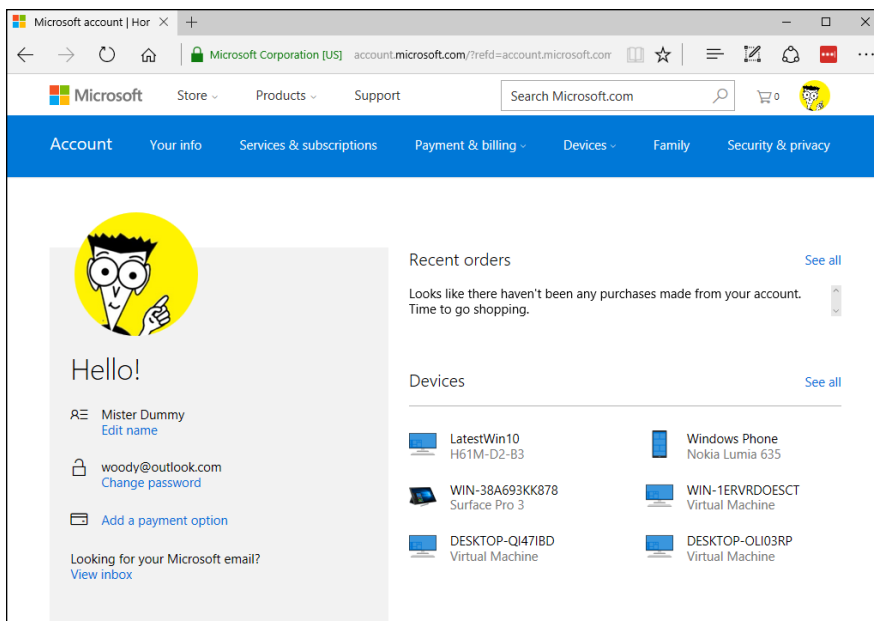 Microsoft account | Hor
Microsoft Corporation [US] account.microsoft.com/?refd=account.microsoft.com
Microsoft Store Products Support Search Microsoft.com 0
Account Your info Services & subscriptions Payment & billing Devices Family Security & privacy
Hello!
Mister Dummy
Edit name
woody@outlook.com
Change password
Add a payment option
Looking for your Microsoft email?
View inbox
Recent orders See all
Looks like there haven't been any purchases made from your account.
Time to go shopping.
Devices See all
LatestWin10
H61M-D2-B3
Windows Phone
Nokia Lumia 635
WIN-38A693KK878
Surface Pro 3
WIN-1ERVRDOESCT
Virtual Machine
DESKTOP-QI47IBD
Virtual Machine
DESKTOP-OLI03RP
Virtual Machine